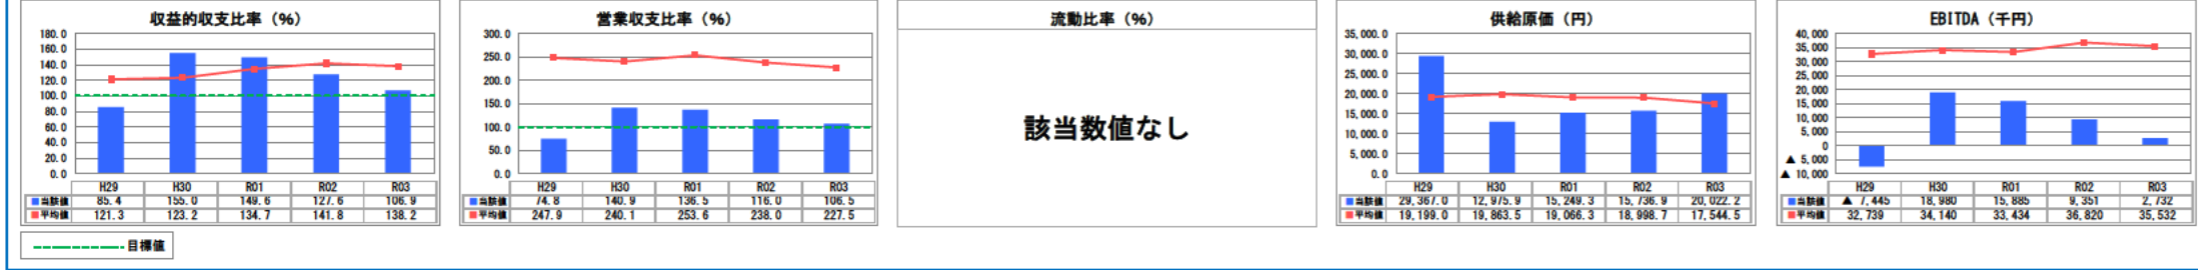 収益的収支比率（%）
180.0
160.0
140.0
120.0
100.0
80.0
60.0
40.0
20.0
0.0
H29 H30 R01 R02 R03
当該値 85.4 155.0 149.6 127.6 106.9
平均値 121.3 123.2 134.7 141.8 138.2
営業収支比率（%）
300.0
250.0
200.0
150.0
100.0
50.0
0.0
H29 H30 R01 R02 R03
当該値 74.8 140.9 136.5 116.0 106.5
平均値 247.9 240.1 253.6 238.0 227.5
流動比率（%）
該当数値なし
供給原価（円）
35,000.0
30,000.0
25,000.0
20,000.0
15,000.0
10,000.0
5,000.0
0.0
H29 H30 R01 R02 R03
当該値 29,367.0 12,975.9 15,249.3 15,736.9 20,022.2
平均値 19,199.0 19,863.5 19,066.3 18,998.7 17,544.5
EBITDA（千円）
40,000
35,000
30,000
25,000
20,000
15,000
10,000
5,000
0
▲ 5,000
▲ 10,000
H29 H30 R01 R02 R03
当該値 ▲ 7,445 18,980 15,885 9,351 2,732
平均値 32,739 34,140 33,434 36,820 35,532
目標値